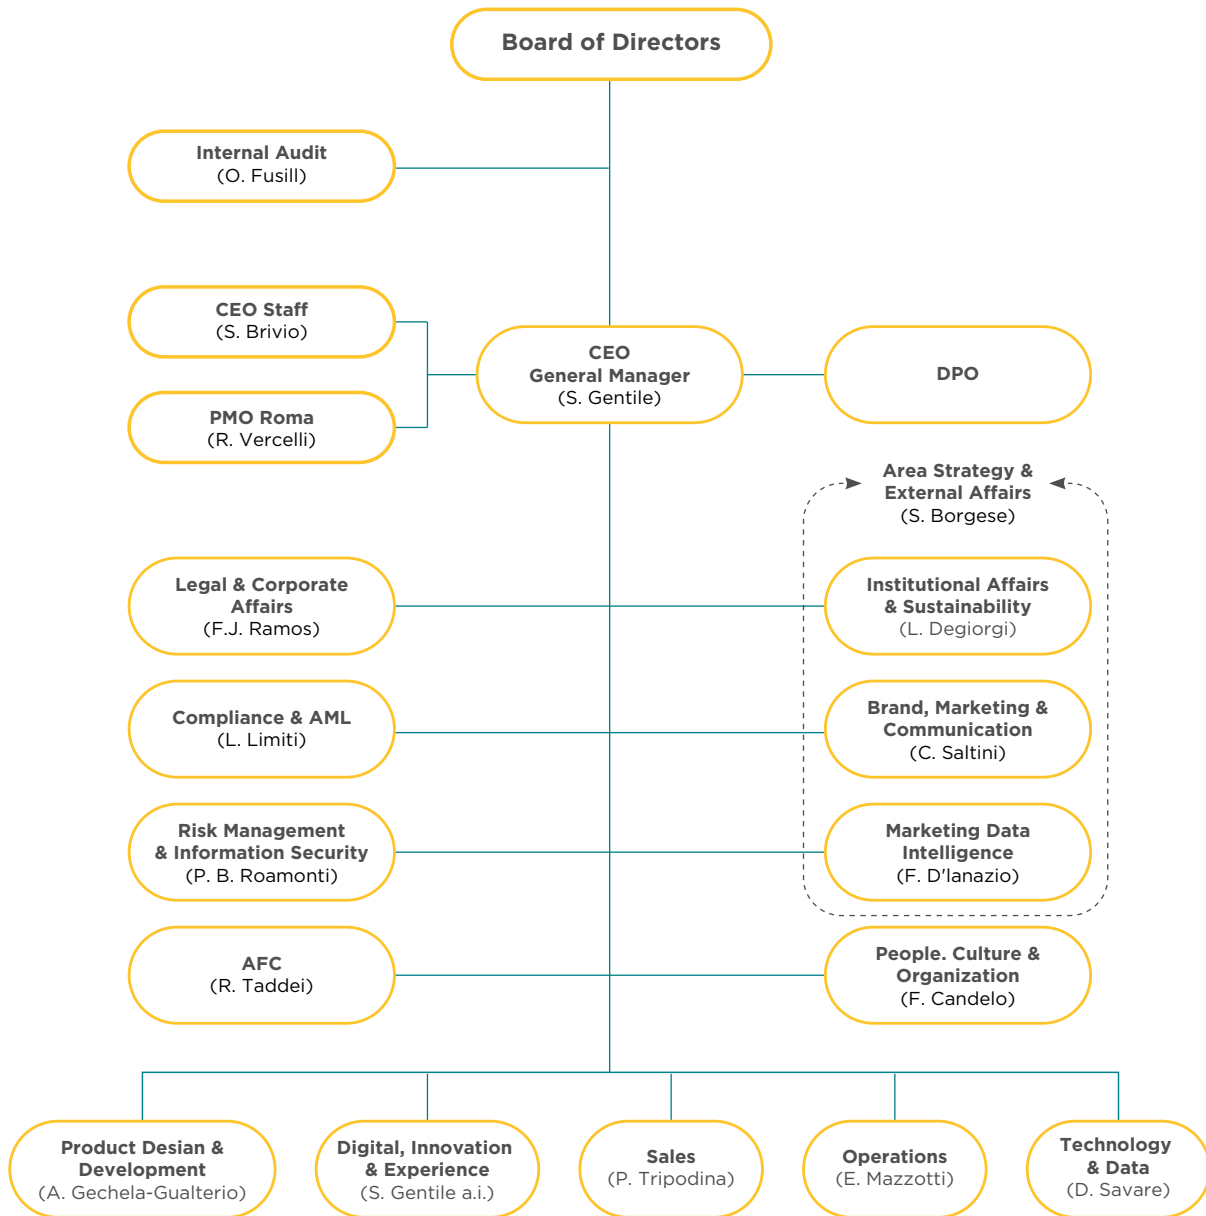 Board of Directors
Internal Audit
(O. Fusill)
CEO Staff
(S. Brivio)
CEO
General Manager
(S. Gentile)
DPO
PMO Roma
(R. Vercelli)
Area Strategy &
External Affairs
(S. Borgese)
Legal & Corporate
Affairs
(F.J. Ramos)
Institutional Affairs
& Sustainability
(L. Degiorgi)
Compliance & AML
(L. Limiti)
Brand, Marketing &
Communication
(C. Saltini)
Risk Management
& Information Security
(P. B. Roamonti)
Marketing Data
Intelligence
(F. D'lanazio)
AFC
(R. Taddei)
People. Culture &
Organization
(F. Candelo)
Product Desian &
Development
(A. Gechela-Gualterio)
Digital, Innovation
& Experience
(S. Gentile a.i.)
Sales
(P. Tripodina)
Operations
(E. Mazzotti)
Technology
& Data
(D. Savare)